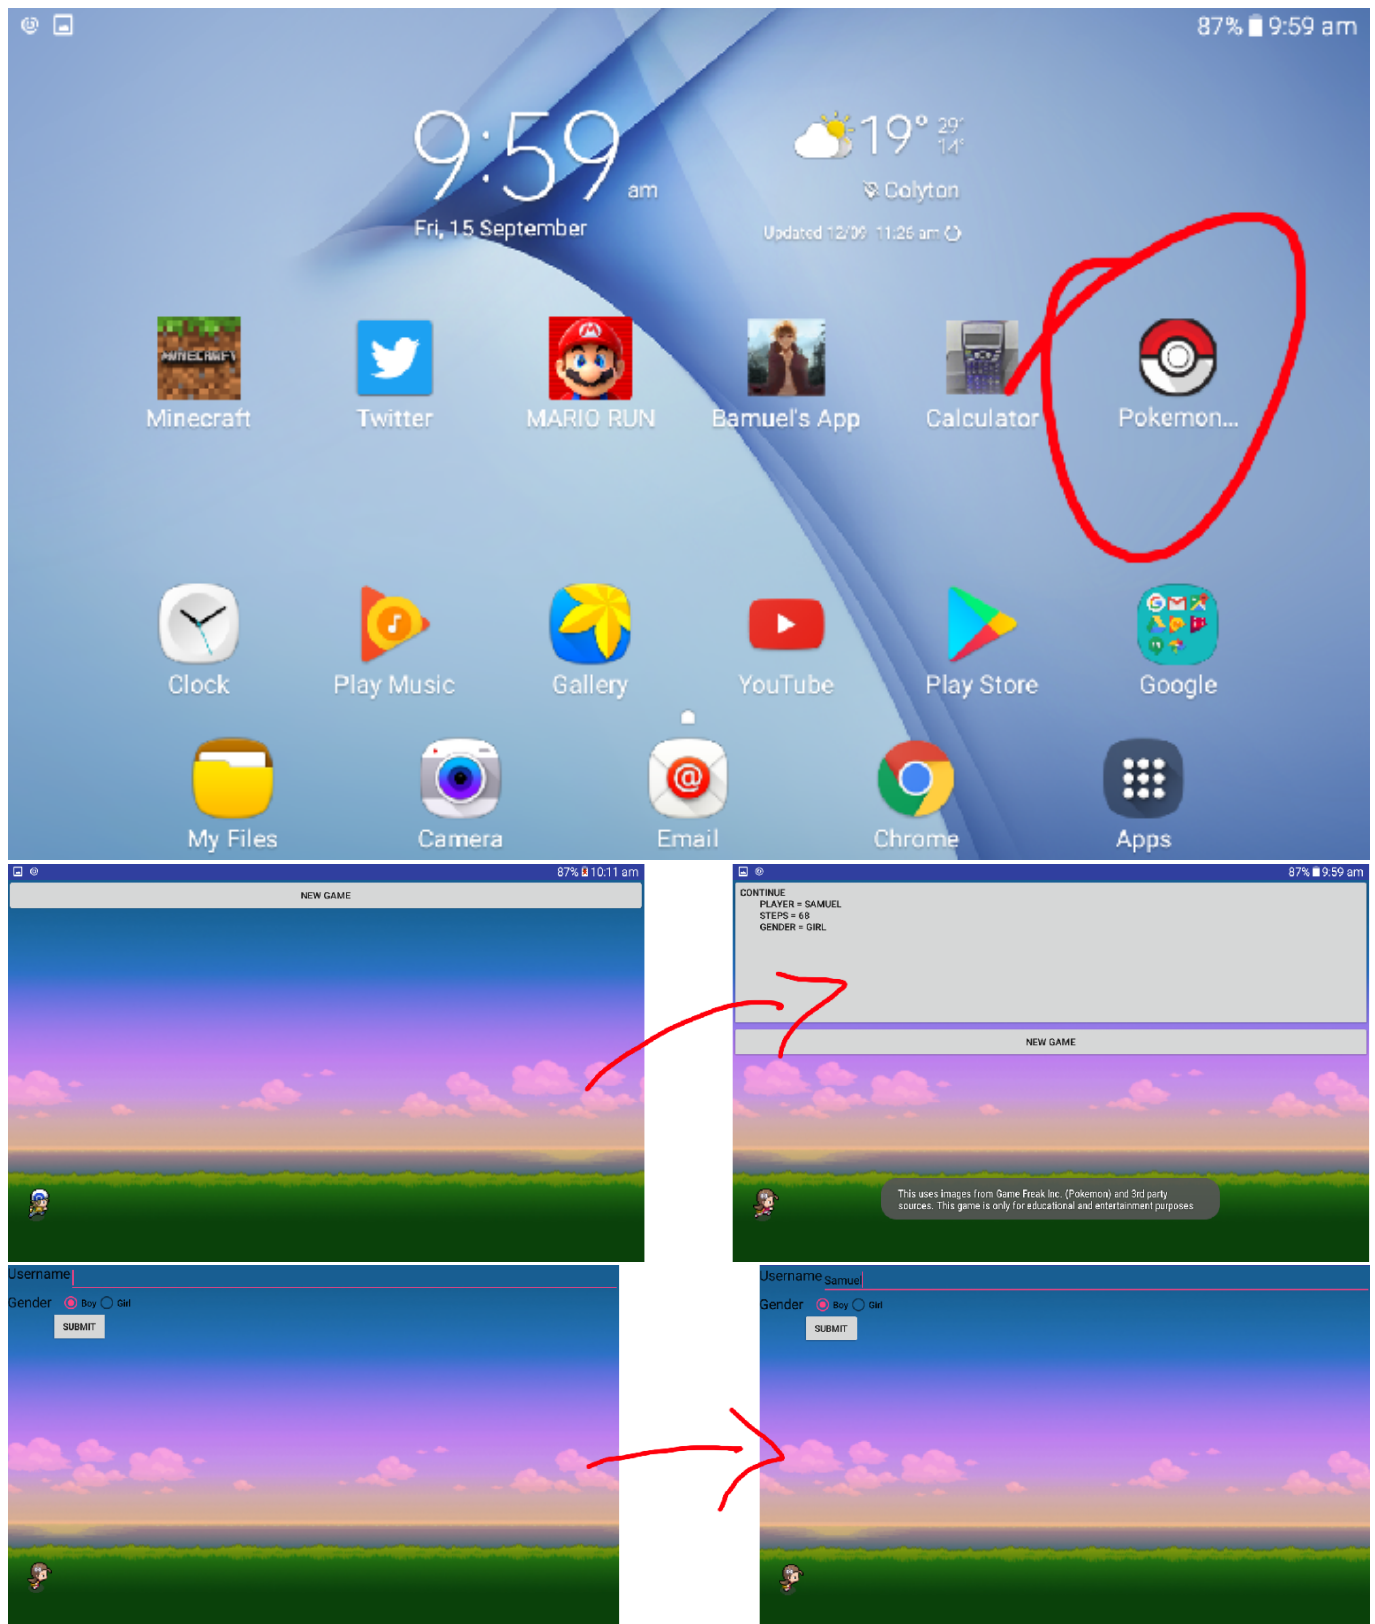 87% 9:59 am
9:59 am
19° 29° 14°
Colyton
Fri, 15 September
Updated 12/09 11:26 am
MINECRAFT
Minecraft
Twitter
MARIO RUN
Bamuel's App
Calculator
Pokemon...
Clock
Play Music
Gallery
YouTube
Play Store
Google
My Files
Camera
Email
Chrome
Apps
87% 10:11 am
NEW GAME
87% 9:59 am
CONTINUE
PLAYER = SAMUEL
STEPS = 68
GENDER = GIRL
NEW GAME
This uses images from Game Freak Inc. (Pokemon) and 3rd party
sources. This game is only for educational and entertainment purposes
Username
Gender Boy Girl
SUBMIT
Username Samuel
Gender Boy Girl
SUBMIT